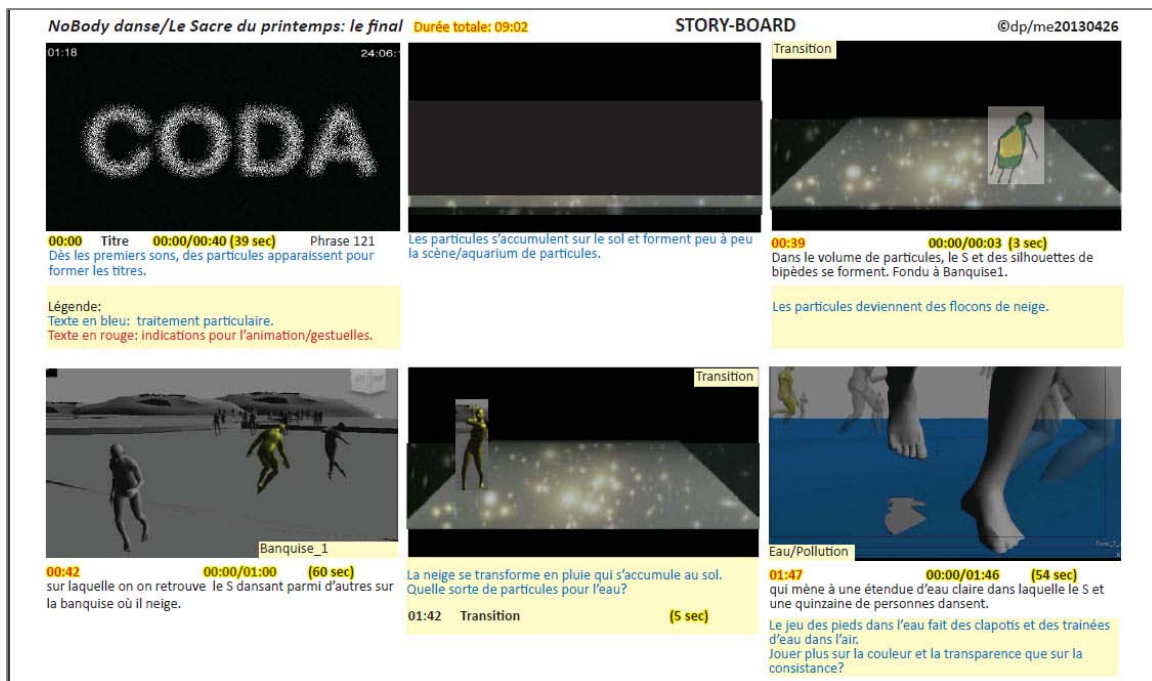 NoBody danse/Le Sacre du printemps: le final Durée totale: 09:02 STORY-BOARD ©dp/me20130426
01:18 24:06:
CODA
00:00 Titre 00:00/00:40 (39 sec) Phrase 121
Dès les premiers sons, des particules apparaissent pour
former les titres.
Légende:
Texte en bleu: traitement particulaire.
Texte en rouge: indications pour l'animation/gestuelles.
Les particules s'accumulent sur le sol et forment peu à peu
la scène/aquarium de particules.
Transition
00:39 00:00/00:03 (3 sec)
Dans le volume de particules, le S et des silhouettes de
bipèdes se forment. Fondu à Banquise1.
Les particules deviennent des flocons de neige.
Banquise_1
00:42 00:00/01:00 (60 sec)
sur laquelle on on retrouve le S dansant parmi d'autres sur
la banquise où il neige.
Transition
La neige se transforme en pluie qui s'accumule au sol.
Quelle sorte de particules pour l'eau?
01:42 Transition (5 sec)
Eau/Pollution
01:47 00:00/01:46 (54 sec)
qui mène à une étendue d'eau claire dans laquelle le S et
une quinzaine de personnes dansent.
Le jeu des pieds dans l'eau fait des clapotis et des trainées
d'eau dans l'air.
Jouer plus sur la couleur et la transparence que sur la
consistance?